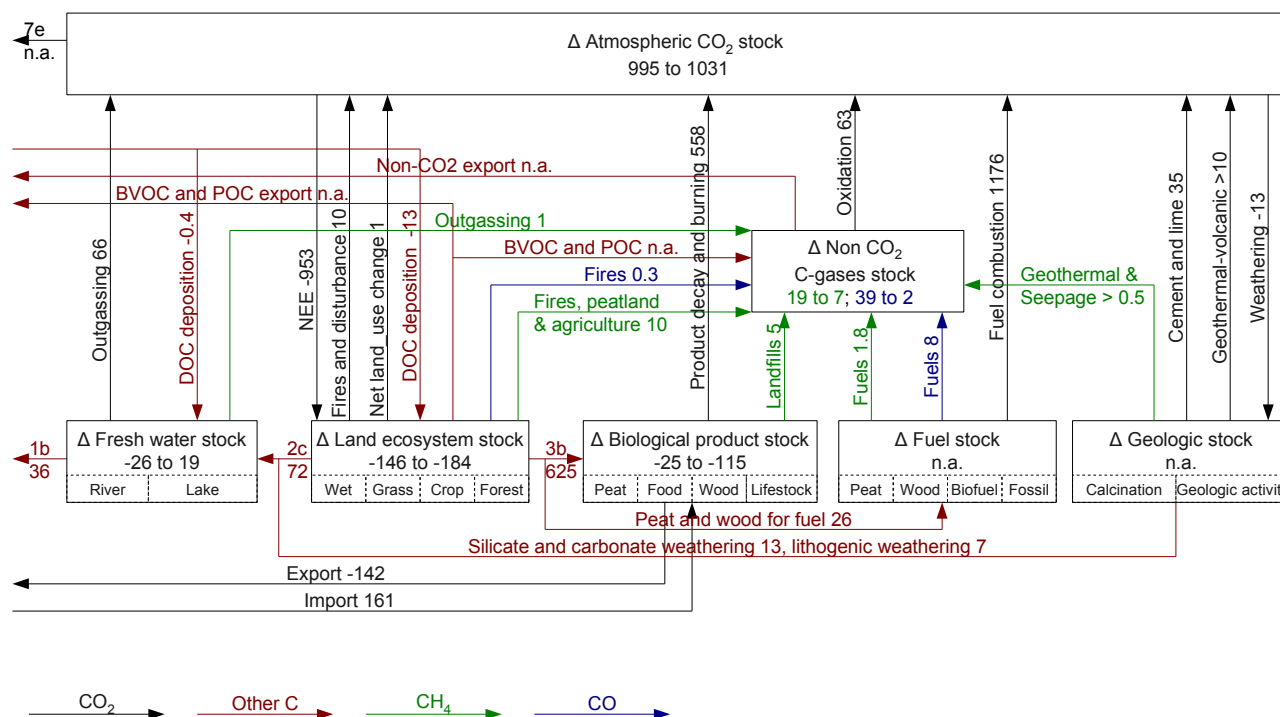 7e
n.a.
Δ Atmospheric CO₂ stock
995 to 1031
Outgassing 66
DOC deposition -0.4
NEE -953
Fires and disturbance 10
Net land_use change 1
DOC deposition -13
Product decay and burning 558
Oxidation 63
Fuel combustion 1176
Cement and lime 35
Geothermal-volcanic >10
Weathering -13
Non-CO2 export n.a.
BVOC and POC export n.a.
Outgassing 1
BVOC and POC n.a.
Fires 0.3
Fires, peatland
& agriculture 10
Δ Non CO₂
C-gases stock
19 to 7; 39 to 2
Geothermal &
Seepage > 0.5
Landfills 5
Fuels 1.8
Fuels 8
1b
36
Δ Fresh water stock
-26 to 19
River
Lake
2c
72
Δ Land ecosystem stock
-146 to -184
Wet
Grass
Crop
Forest
3b
625
Δ Biological product stock
-25 to -115
Peat
Food
Wood
Lifestock
Δ Fuel stock
n.a.
Peat
Wood
Biofuel
Fossil
Δ Geologic stock
n.a.
Calcination
Geologic activit
Peat and wood for fuel 26
Silicate and carbonate weathering 13, lithogenic weathering 7
Export -142
Import 161
CO₂
Other C
CH₄
CO